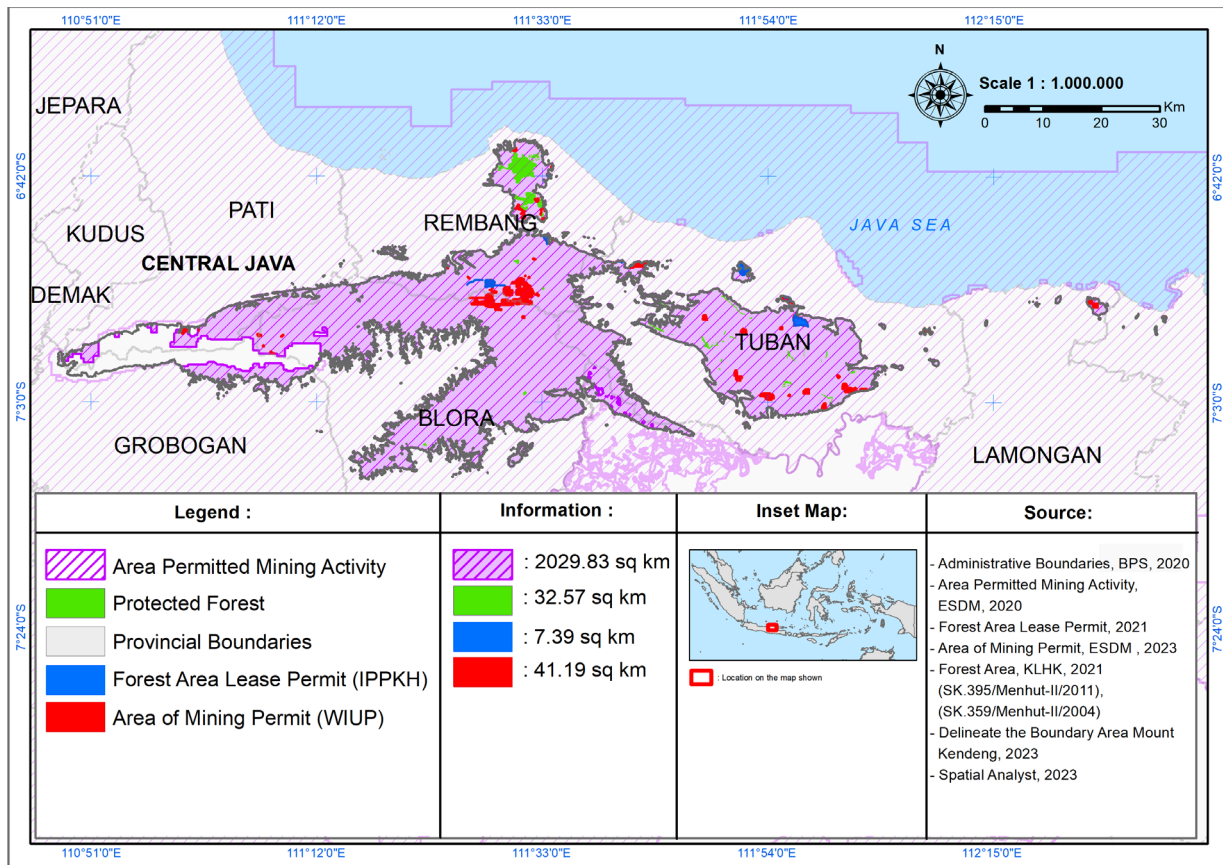 110°51'0"E 111°12'0"E 111°33'0"E 111°54'0"E 112°15'0"E
N
Scale 1 : 1.000.000
Km
0 10 20 30
JEPARA
6°42'0"S 6°42'0"S
PATI
REMBANG
JAVA SEA
KUDUS
CENTRAL JAVA
DEMAK
TUBAN
7°3'0"S 7°3'0"S
BLORA
GROBOGAN
LAMONGAN
Legend :
Area Permitted Mining Activity
Protected Forest
Provincial Boundaries
Forest Area Lease Permit (IPPKH)
Area of Mining Permit (WIUP)
Information :
: 2029.83 sq km
: 32.57 sq km
: 7.39 sq km
: 41.19 sq km
Inset Map:
: Location on the map shown
Source:
- Administrative Boundaries, BPS, 2020
- Area Permitted Mining Activity,
ESDM, 2020
- Forest Area Lease Permit, 2021
- Area of Mining Permit, ESDM , 2023
- Forest Area, KLHK, 2021
(SK.395/Menhut-II/2011),
(SK.359/Menhut-II/2004)
- Delineate the Boundary Area Mount
Kendeng, 2023
- Spatial Analyst, 2023
7°24'0"S 7°24'0"S
110°51'0"E 111°12'0"E 111°33'0"E 111°54'0"E 112°15'0"E